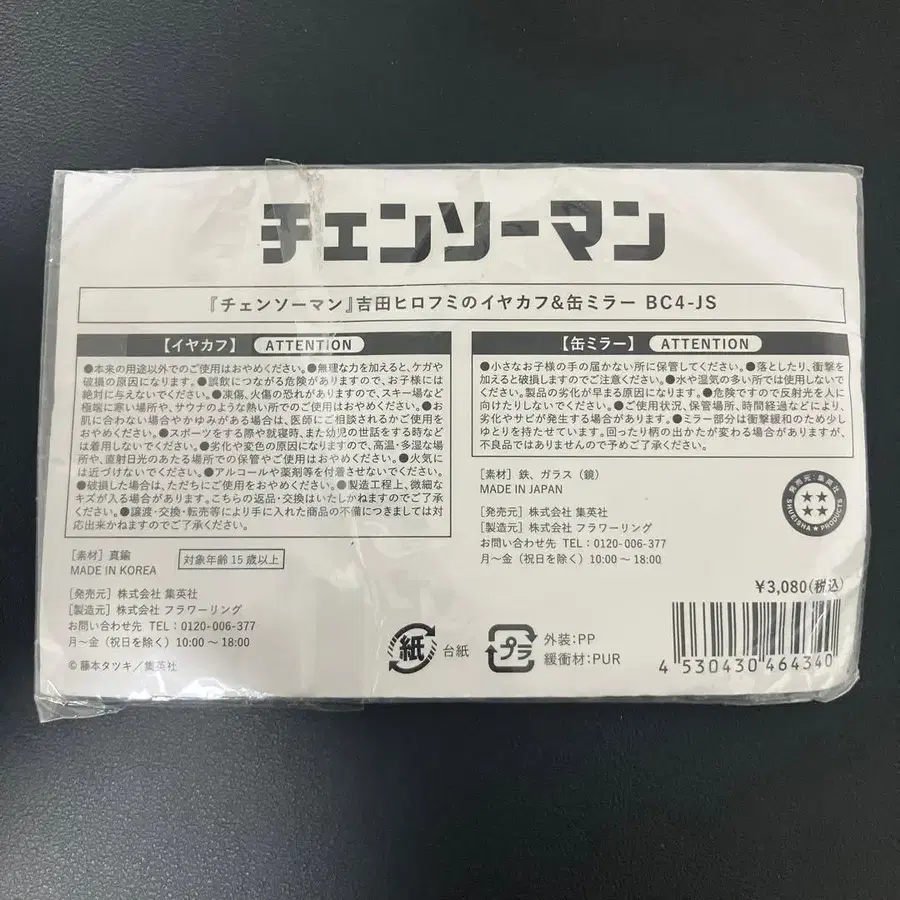 チェンソーマン
『チェンソーマン』吉田ヒロフミのイヤカフ&缶ミラー BC4-JS
【イヤカフ】 ATTENTION
●本来の用途以外でのご使用はおやめください。●無理な力を加えると、ケガや
破損の原因になります。●誤飲につながる危険がありますので、お子様には
絶対に与えないでください。●凍傷、火傷の恐れがありますので、スキー場など
極端に寒い場所や、サウナのような熱い所でのご使用はおやめください。●お
肌に合わない場合やかゆみがある場合は、医師にご相談されるかご使用を
おやめください。●スポーツをする際や就寝時、また幼児の世話をする時など
は着用しないでください。●劣化や変色の原因になりますので、高温・多湿な場
所や、直射日光のあたる場所での保管やご使用はおやめください。●火気に
は近づけないでください。●アルコールや薬剤等を付着させないでください。
●破損した場合は、ただちにご使用をおやめください。●製造工程上、微細な
キズが入る場合があります。こちらの返品・交換はいたしかねますのでご了承
ください。●譲渡・交換・転売等により手に入れた商品の不備につきましては対
応出来かねますのでご了承ください。
[素材] 真鍮
MADE IN KOREA
対象年齢15歳以上
[発売元] 株式会社 集英社
[製造元] 株式会社 フラワーリング
お問い合わせ先 TEL:0120-006-377
月〜金(祝日を除く)10:00〜18:00
© 藤本タツキ/集英社
【缶ミラー】 ATTENTION
●小さなお子様の手の届かない所に保管してください。●落としたり、衝撃を
加えると破損しますのでご注意ください。●水や湿気の多い所では使用しないで
ください。製品の劣化が早まる原因になります。●危険ですので反射光を人に
向けたりしないでください。●ご使用状況、保管場所、時間経過などにより、
劣化やサビが発生する場合があります。●ミラー部分は衝撃緩和のため少し
ゆとりを持たせています。回ったり柄の出かたが変わる場合がありますが、
不良品ではありませんので予めご了承ください。
[素材] 鉄、ガラス(鏡)
MADE IN JAPAN
[発売元] 株式会社 集英社
[製造元] 株式会社 フラワーリング
お問い合わせ先 TEL:0120-006-377
月〜金(祝日を除く)10:00〜18:00
発売元:集英社
SHUEISHA★PRODUCTS
¥3,080(税込)
紙 台紙
プラ 外装:PP
緩衝材:PUR
4 530430 464340